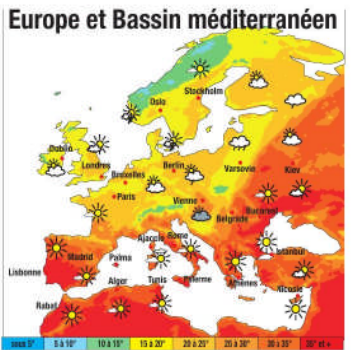 Europe et Bassin méditerranéen
Stockholm
Oslo
Dublin
Londres
Berlin
Varsovie
Kiev
Bruxelles
Paris
Vienne
Bucarest
Belgrade
Ajaccio Rome
Madrid Palma
Istanbul
Lisbonne
Alger Tunis Palerme Athènes
Nicosie
Rabat
sous 5° 5 à 10° 10 à 15° 15 à 20° 20 à 25° 25 à 30° 30 à 35° 35° et +